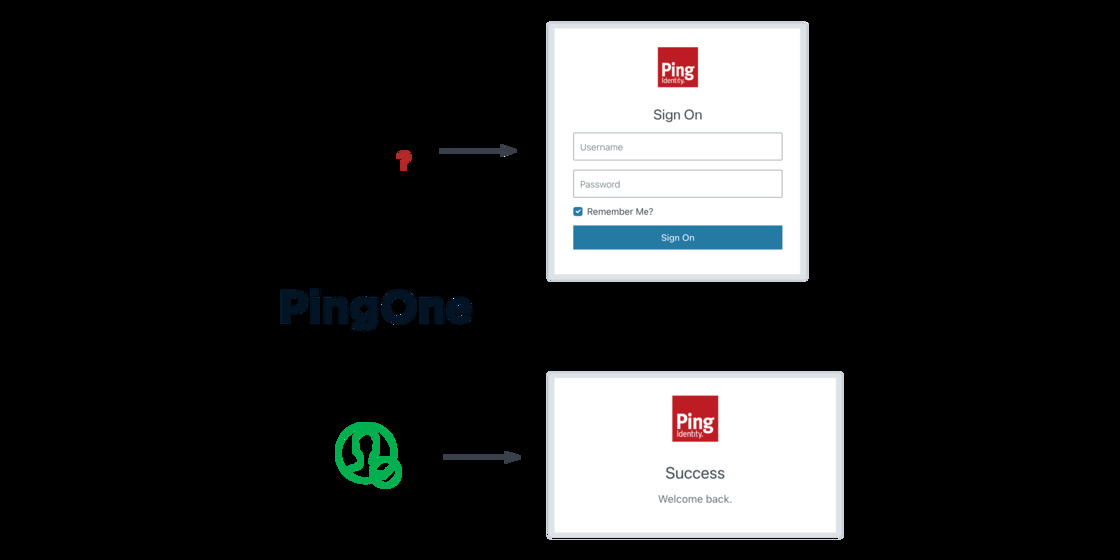 Ping
Identity.
Sign On
Username
Password
Remember Me?
Sign On
PingOne
Ping
Identity.
Success
Welcome back.